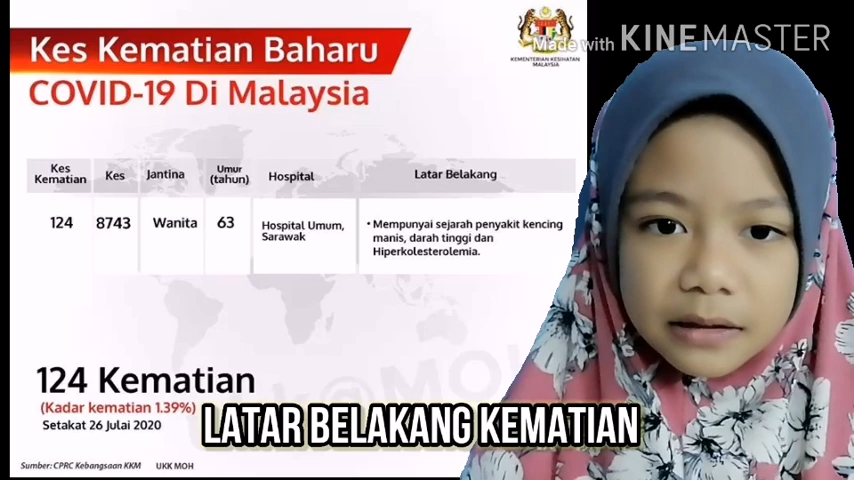 Kes Kematian Baharu
COVID-19 Di Malaysia
KEMENTERIAN KESIHATAN
MALAYSIA
Made with KINEMASTER
Kes Kematian
Kes
Jantina
Umur (tahun)
Hospital
Latar Belakang
124
8743
Wanita
63
Hospital Umum,
Sarawak
• Mempunyai sejarah penyakit kencing
manis, darah tinggi dan
Hiperkolesterolemia.
124 Kematian
(Kadar kematian 1.39%)
Setakat 26 Julai 2020
LATAR BELAKANG KEMATIAN
Sumber: CPRC Kebangsaan KKM
UKK MOH